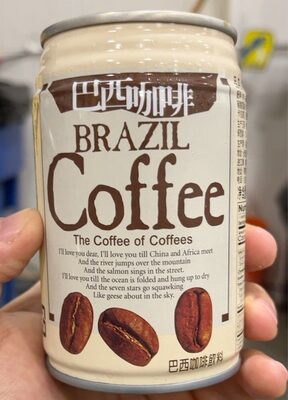 巴西咖啡
BRAZIL
Coffee
The Coffee of Coffees
I'll love you dear, I'll love you till China and Africa meet
And the river jumps over the mountain
And the salmon sings in the street,
I'll love you till the ocean is folded and hung up to dry
And the seven stars go squawking
Like geese about in the sky.
巴西咖啡飲料